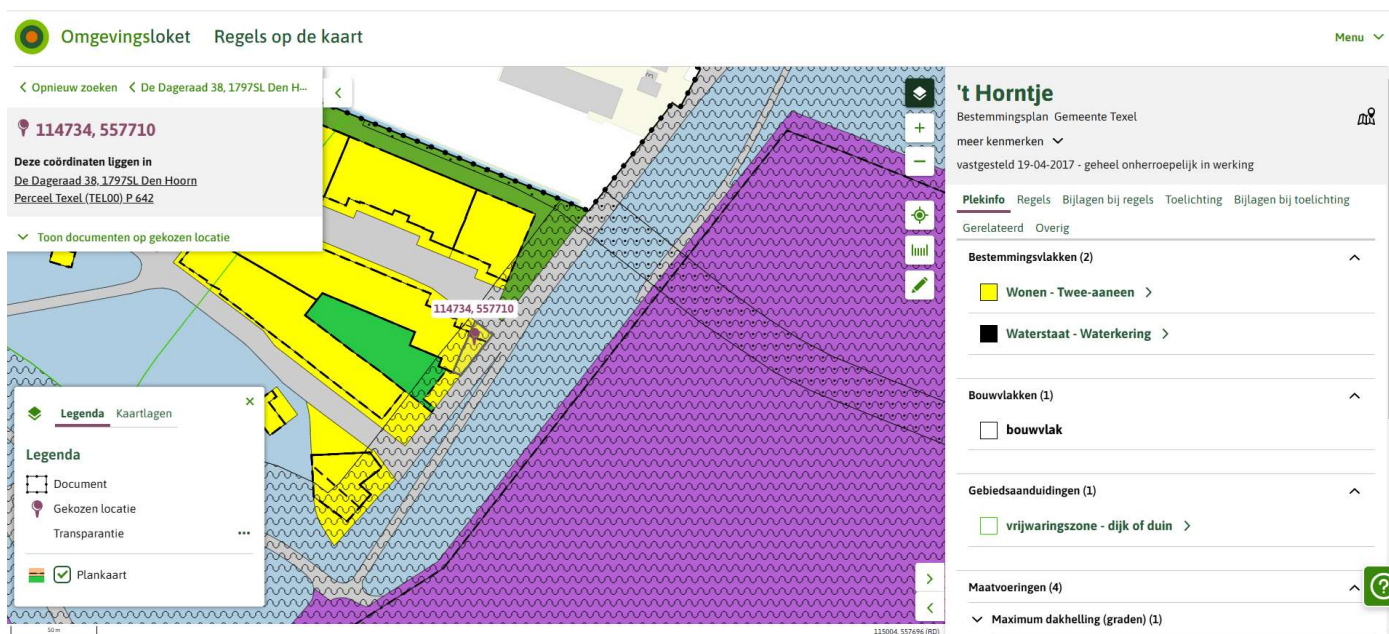 Omgevingsloket Regels op de kaart
Menu
Opnieuw zoeken De Dageraad 38, 1797SL Den H...
114734, 557710
Deze coördinaten liggen in
De Dageraad 38, 1797SL Den Hoorn
Perceel Texel (TEL00) P 642
Toon documenten op gekozen locatie
114734, 557710
Legenda Kaartlagen
Legenda
Document
Gekozen locatie
Transparantie
Plankaart
50 m
115004, 557696 (RD)
't Horntje
Bestemmingsplan Gemeente Texel
meer kenmerken
vastgesteld 19-04-2017 - geheel onherroepelijk in werking
Plekinfo Regels Bijlagen bij regels Toelichting Bijlagen bij toelichting
Gerelateerd Overig
Bestemmingsvlakken (2)
Wonen - Twee-aaneen
Waterstaat - Waterkering
Bouwvlakken (1)
bouwvlak
Gebiedsaanduidingen (1)
vrijwaringszone - dijk of duin
Maatvoeringen (4)
Maximum dakhelling (graden) (1)